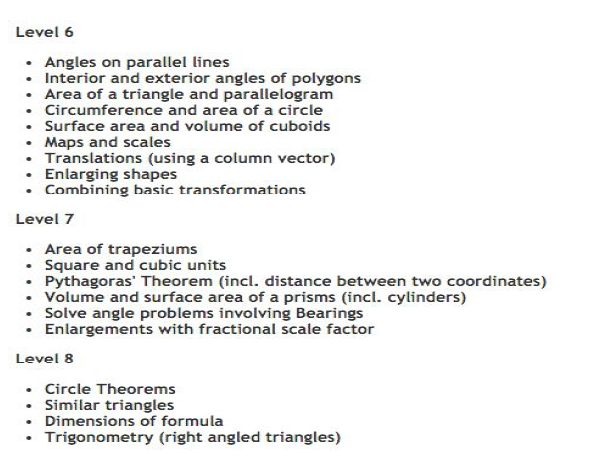 Level 6
• Angles on parallel lines
• Interior and exterior angles of polygons
• Area of a triangle and parallelogram
• Circumference and area of a circle
• Surface area and volume of cuboids
• Maps and scales
• Translations (using a column vector)
• Enlarging shapes
• Combining basic transformations
Level 7
• Area of trapeziums
• Square and cubic units
• Pythagoras' Theorem (incl. distance between two coordinates)
• Volume and surface area of a prisms (incl. cylinders)
• Solve angle problems involving Bearings
• Enlargements with fractional scale factor
Level 8
• Circle Theorems
• Similar triangles
• Dimensions of formula
• Trigonometry (right angled triangles)